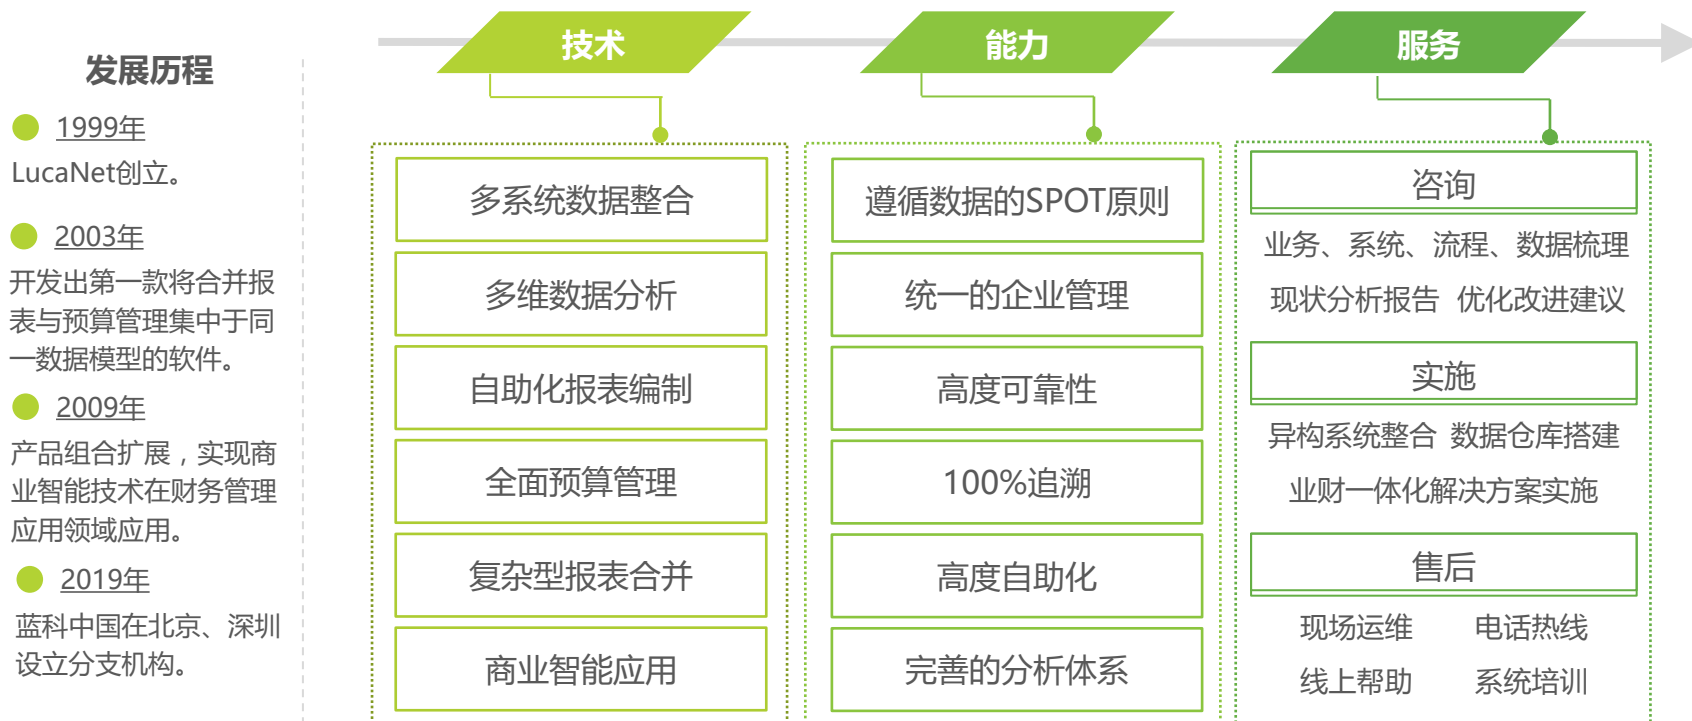 发展历程
1999年
LucaNet创立。
2003年
开发出第一款将合并报
表与预算管理集中于同
一数据模型的软件。
2009年
产品组合扩展，实现商
业智能技术在财务管理
应用领域应用。
2019年
蓝科中国在北京、深圳
设立分支机构。
技术
多系统数据整合
多维数据分析
自助化报表编制
全面预算管理
复杂型报表合并
商业智能应用
能力
遵循数据的SPOT原则
统一的企业管理
高度可靠性
100%追溯
高度自助化
完善的分析体系
服务
咨询
业务、系统、流程、数据梳理
现状分析报告 优化改进建议
实施
异构系统整合 数据仓库搭建
业财一体化解决方案实施
售后
现场运维 电话热线
线上帮助 系统培训